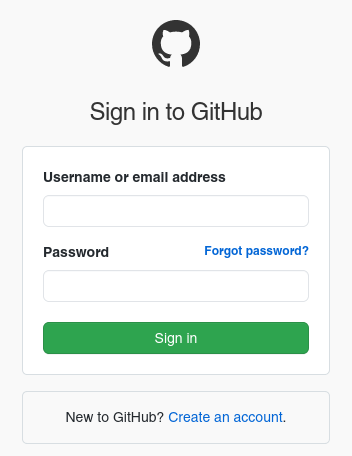 Sign in to GitHub
Username or email address
Password Forgot password?
Sign in
New to GitHub? Create an account.